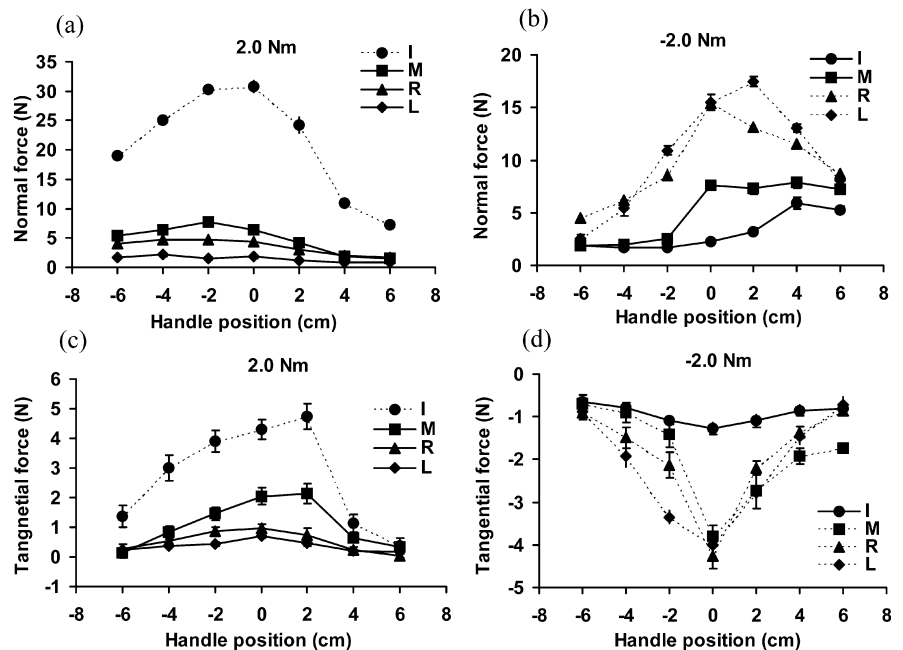 (a)
2.0 Nm
35
30
25
20
15
10
5
0
Normal force (N)
I
M
R
L
-8 -6 -4 -2 0 2 4 6 8
Handle position (cm)
(b)
-2.0 Nm
20
15
10
5
0
Normal force (N)
I
M
R
L
-8 -6 -4 -2 0 2 4 6 8
Handle position (cm)
(c)
2.0 Nm
6
5
4
3
2
1
0
-1
Tangnetial force (N)
I
M
R
L
-8 -6 -4 -2 0 2 4 6 8
Handle position (cm)
(d)
-2.0 Nm
0
-1
-2
-3
-4
-5
Tangential force (N)
I
M
R
L
-8 -6 -4 -2 0 2 4 6 8
Handle position (cm)